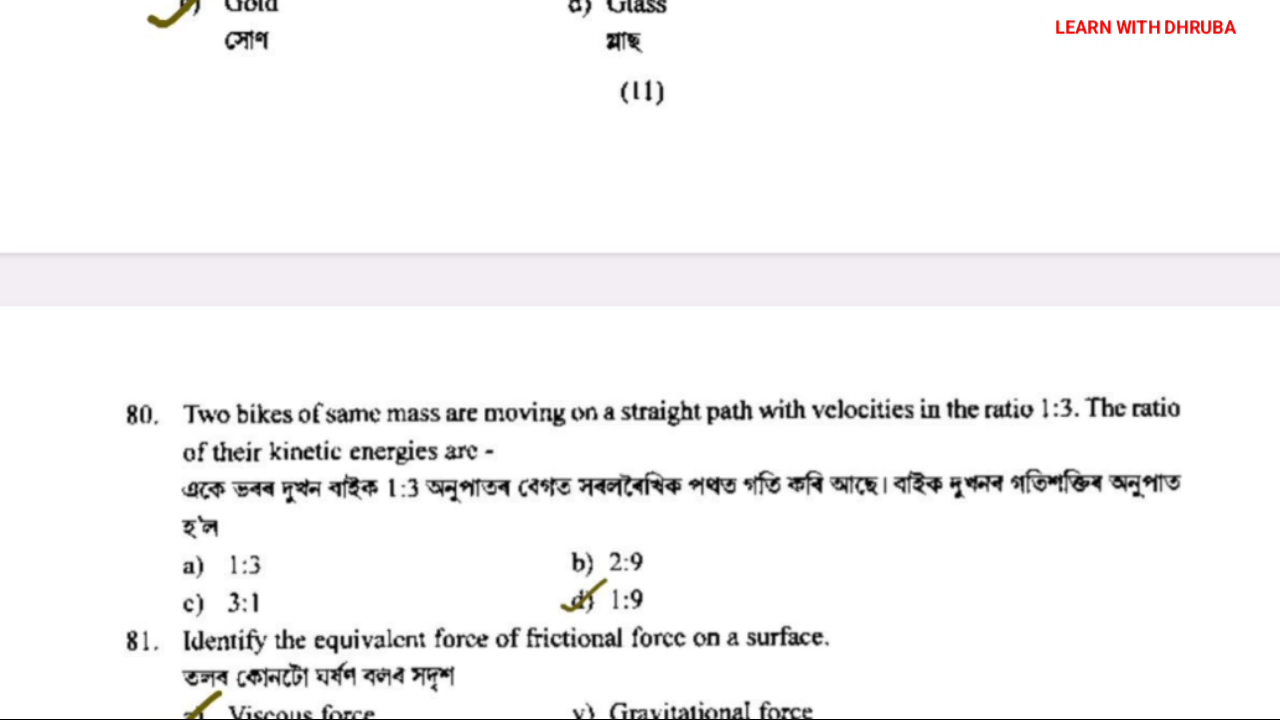 Gold
d) Glass
LEARN WITH DHRUBA
সোণ
গ্লাছ
(11)
80. Two bikes of same mass are moving on a straight path with velocities in the ratio 1:3. The ratio
of their kinetic energies are -
একে ভৰৰ দুখন বাইক 1:3 অনুপাতৰ বেগত সৰলৰৈখিক পথত গতি কৰি আছে। বাইক দুখনৰ গতিশক্তিৰ অনুপাত
হ'ল
a) 1:3
b) 2:9
c) 3:1
d) 1:9
81. Identify the equivalent force of frictional force on a surface.
তলৰ কোনটো ঘৰ্ষণ বলৰ সদৃশ
Viscous force
v) Gravitational force